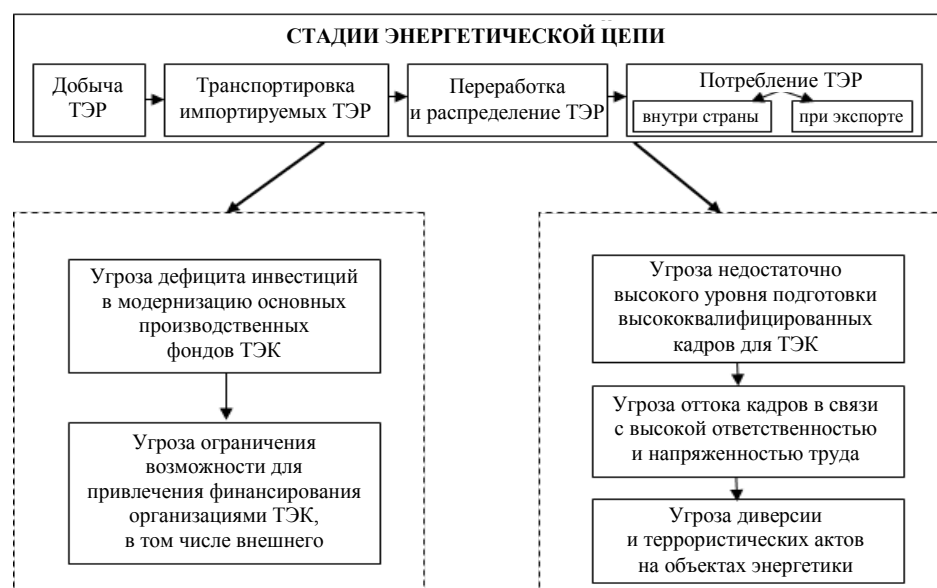 СТАДИИ ЭНЕРГЕТИЧЕСКОЙ ЦЕПИ
Добыча
ТЭР
Транспортировка
импортируемых ТЭР
Переработка
и распределение ТЭР
Потребление ТЭР
внутри страны
при экспорте
Угроза дефицита инвестиций
в модернизацию основных
производственных
фондов ТЭК
Угроза ограничения
возможности для
привлечения финансирования
организациями ТЭК,
в том числе внешнего
Угроза недостаточно
высокого уровня подготовки
высококвалифицированных
кадров для ТЭК
Угроза оттока кадров в связи
с высокой ответственностью
и напряженностью труда
Угроза диверсии
и террористических актов
на объектах энергетики